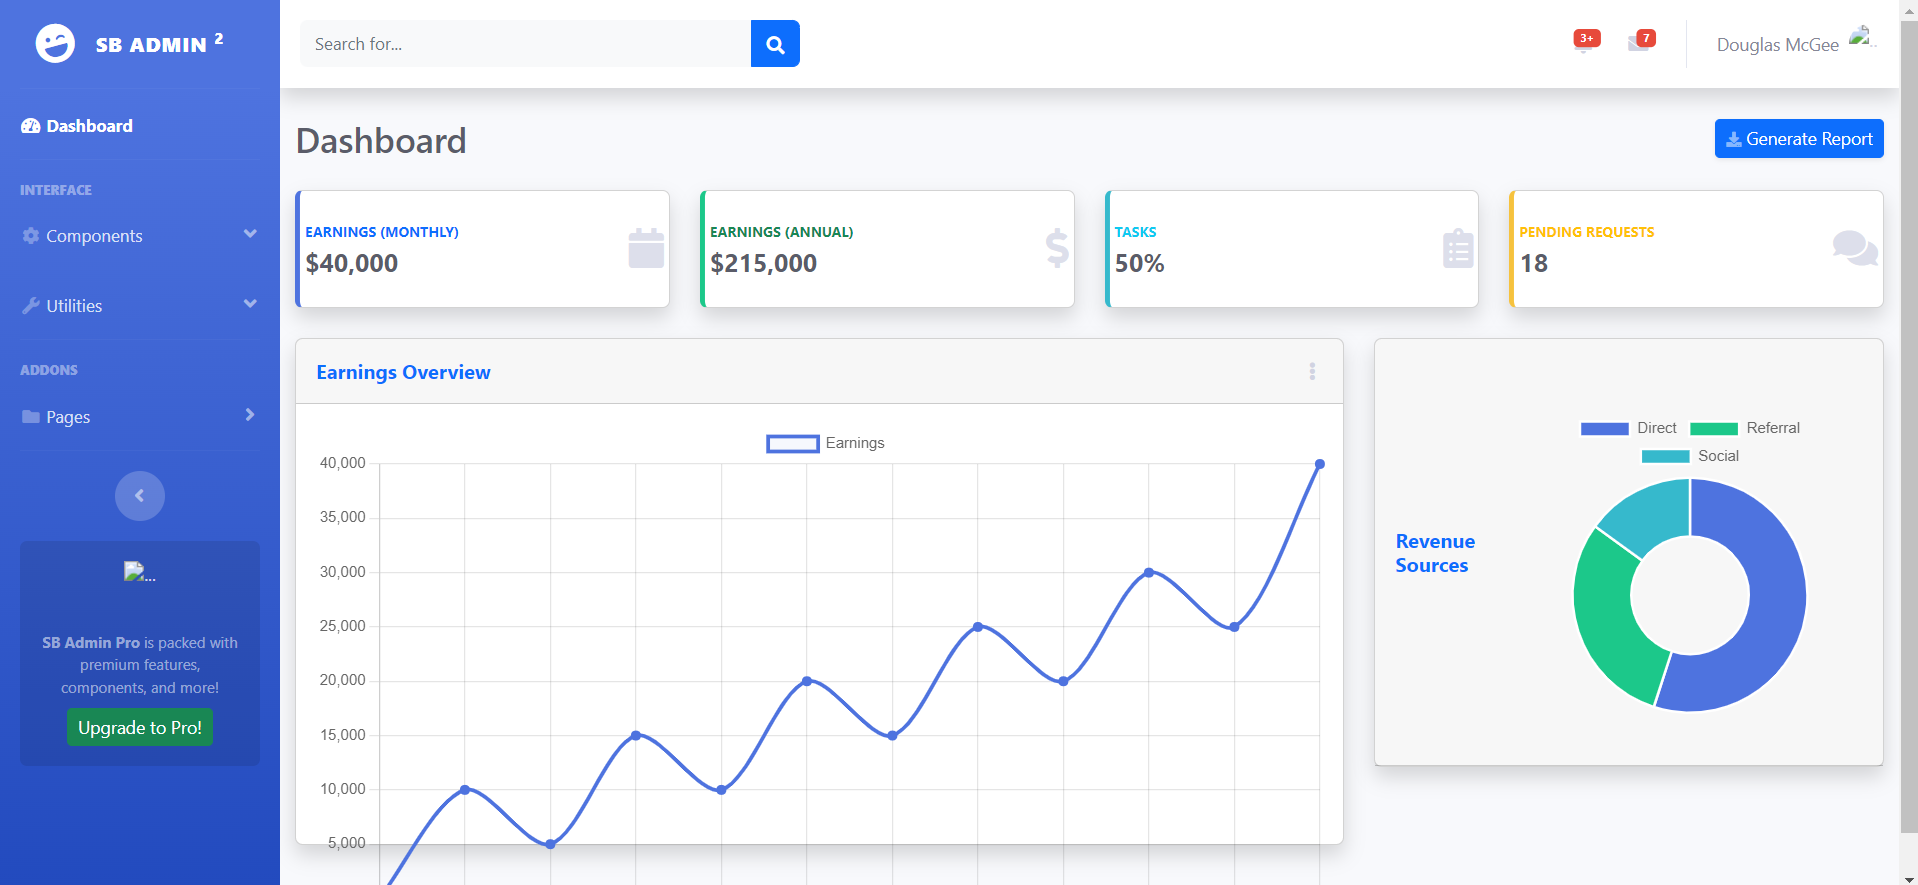 SB ADMIN 2
Search for...
3+
7
Douglas McGee
Dashboard
INTERFACE
Components
Utilities
ADDONS
Pages
...
SB Admin Pro is packed with
premium features,
components, and more!
Upgrade to Pro!
Dashboard
Generate Report
EARNINGS (MONTHLY)
$40,000
EARNINGS (ANNUAL)
$215,000
TASKS
50%
PENDING REQUESTS
18
Earnings Overview
Earnings
40,000
35,000
30,000
25,000
20,000
15,000
10,000
5,000
Revenue
Sources
Direct
Referral
Social